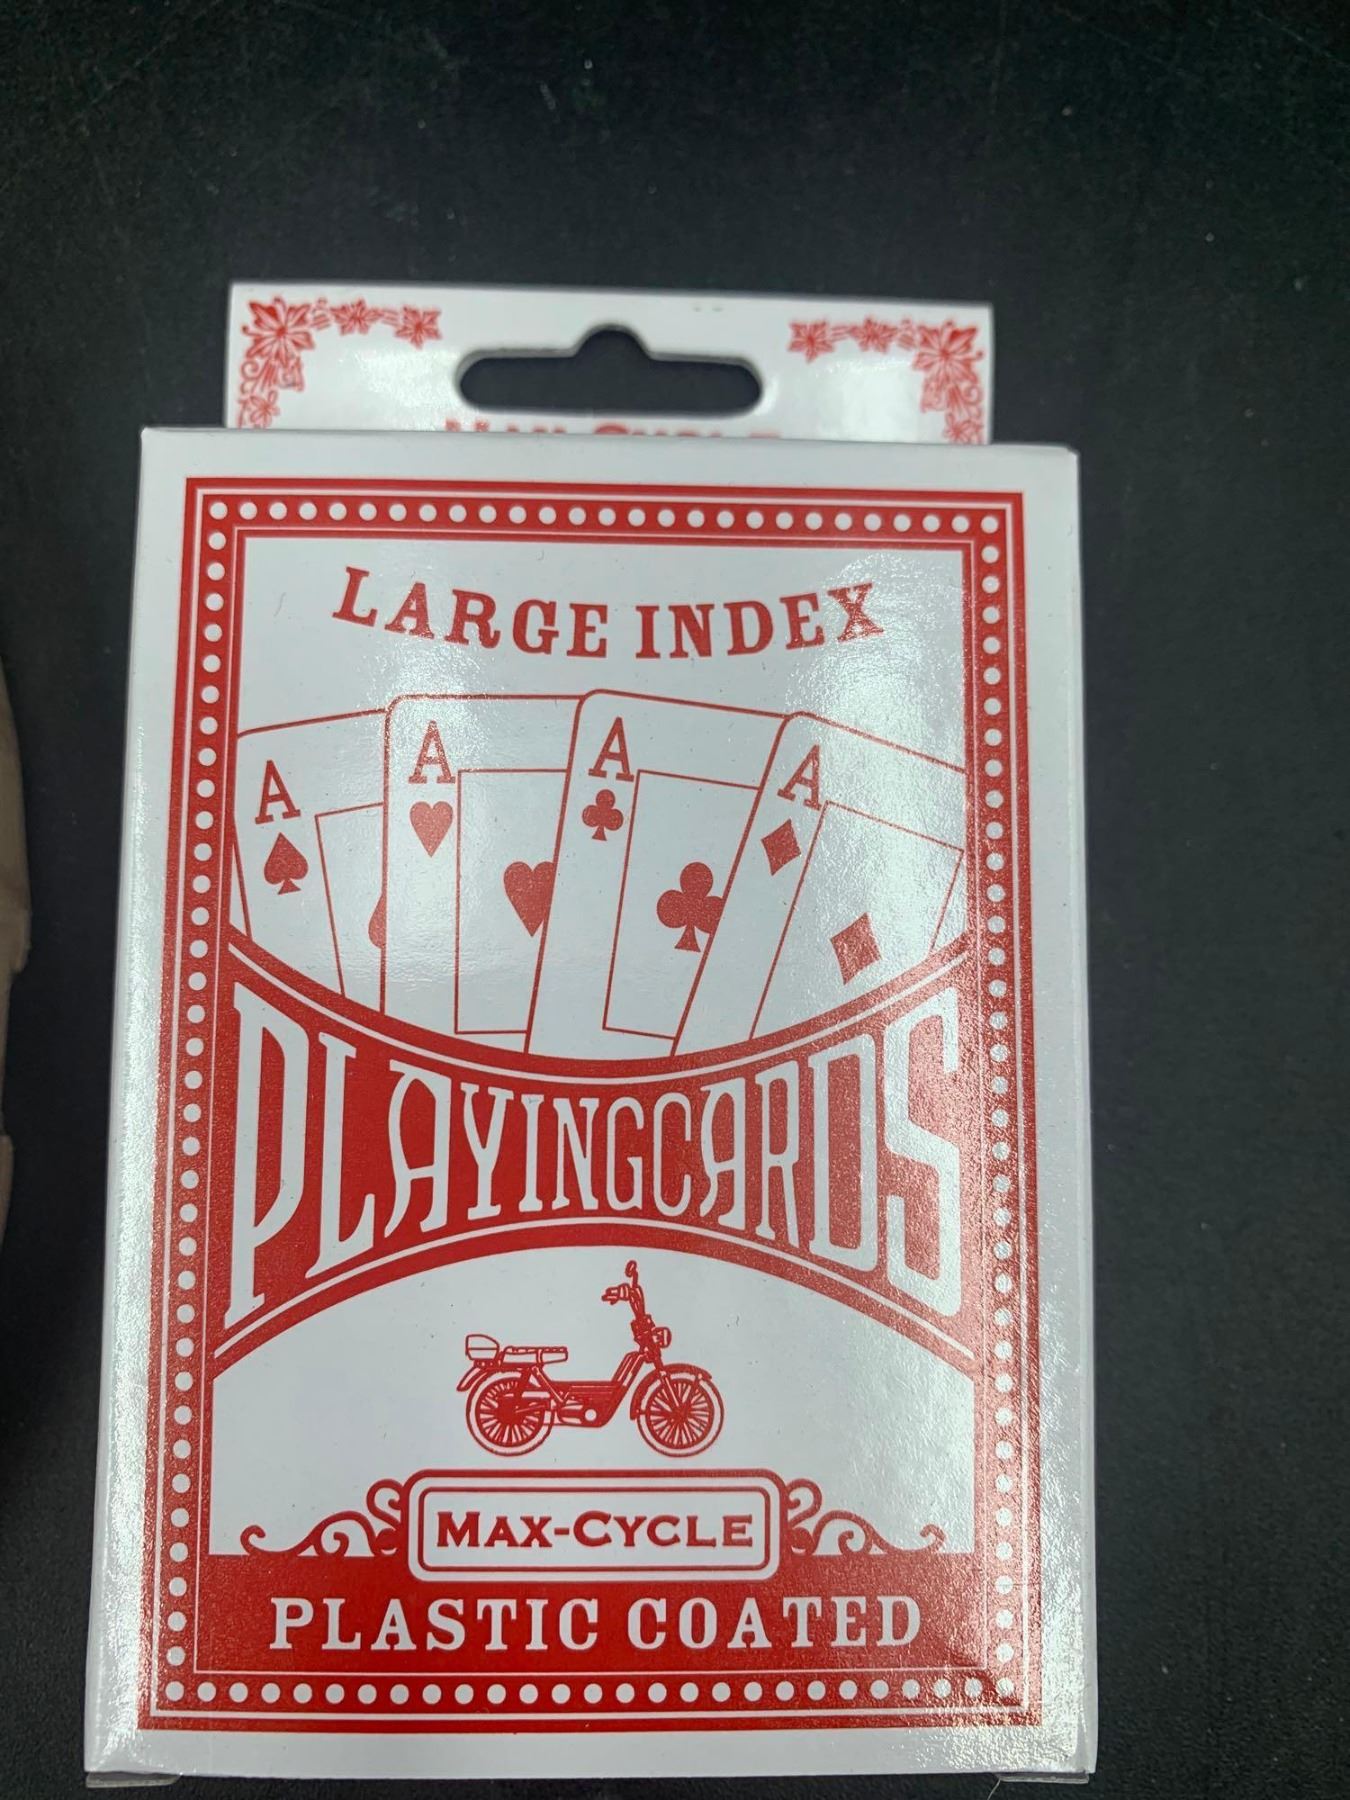 LARGE INDEX
A A A A
PLAYINGCARDS
MAX-CYCLE
PLASTIC COATED